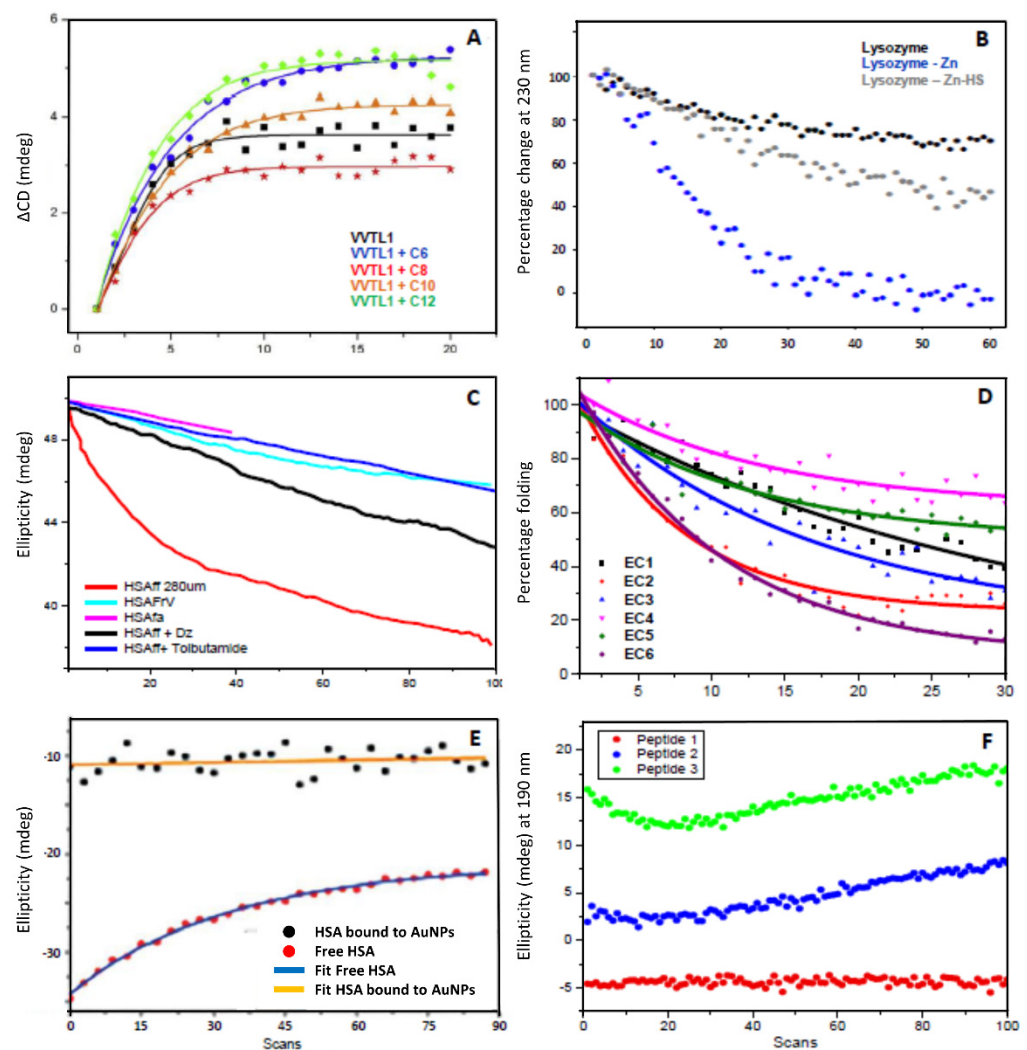 A
ΔCD (mdeg)
6
4
2
0
0
5
10
15
20
VVTL1
VVTL1 + C6
VVTL1 + C8
VVTL1 + C10
VVTL1 + C12
B
Percentage change at 230 nm
100
80
60
40
20
0
0
10
20
30
40
50
60
Lysozyme
Lysozyme - Zn
Lysozyme – Zn-HS
C
Ellipticity (mdeg)
48
44
40
20
40
60
80
100
HSAff 280um
HSAFrV
HSAfa
HSAff + Dz
HSAff+ Tolbutamide
D
Percentage folding
100
80
60
40
20
0
5
10
15
20
25
30
EC1
EC2
EC3
EC4
EC5
EC6
E
Ellipticity (mdeg)
-10
-20
-30
0
15
30
45
60
75
90
Scans
HSA bound to AuNPs
Free HSA
Fit Free HSA
Fit HSA bound to AuNPs
F
Ellipticity (mdeg) at 190 nm
20
15
10
5
0
-5
0
20
40
60
80
100
Scans
Peptide 1
Peptide 2
Peptide 3